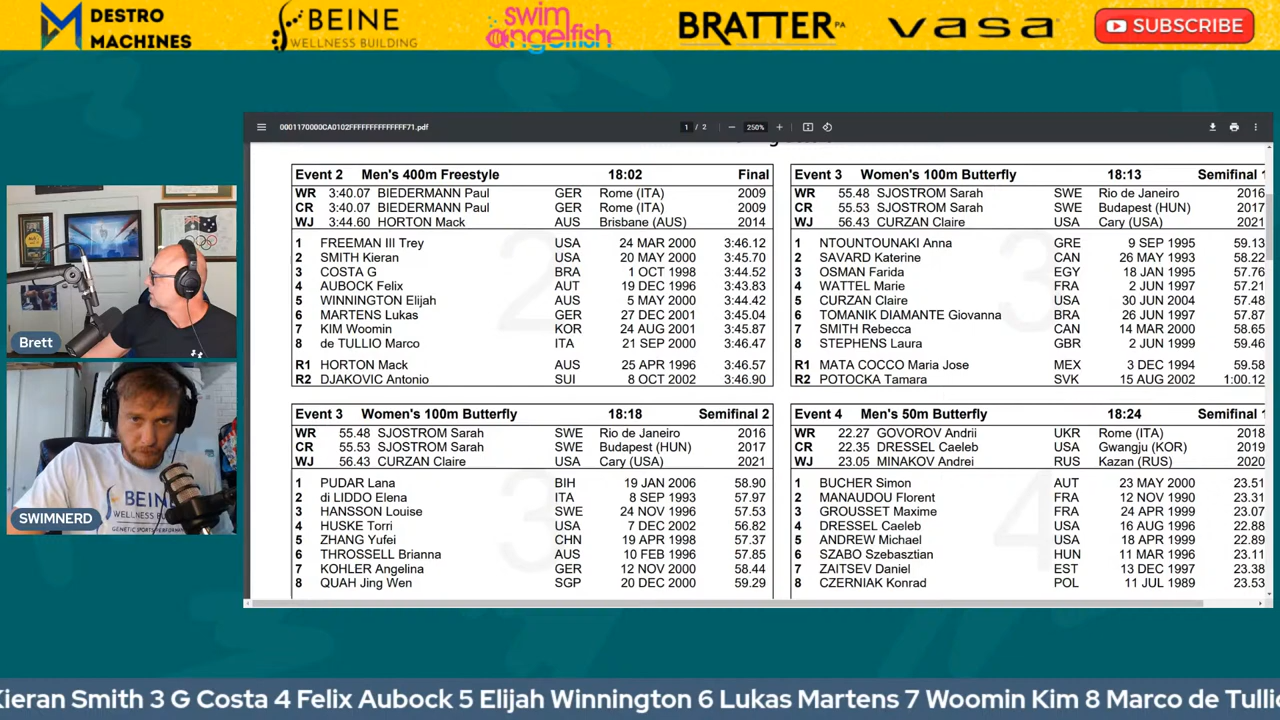 DESTRO
MACHINES
BEINE
WELLNESS BUILDING
swim
angelfish
BRATTER PA
vasa
SUBSCRIBE
0001170000CA0102FFFFFFFFFFFFFF71.pdf
1 / 2
250%
Event 2 Men's 400m Freestyle 18:02 Final
WR 3:40.07 BIEDERMANN Paul GER Rome (ITA) 2009
CR 3:40.07 BIEDERMANN Paul GER Rome (ITA) 2009
WJ 3:44.60 HORTON Mack AUS Brisbane (AUS) 2014
1 FREEMAN III Trey USA 24 MAR 2000 3:46.12
2 SMITH Kieran USA 20 MAY 2000 3:45.70
3 COSTA G BRA 1 OCT 1998 3:44.52
4 AUBOCK Felix AUT 19 DEC 1996 3:43.83
5 WINNINGTON Elijah AUS 5 MAY 2000 3:44.42
6 MARTENS Lukas GER 27 DEC 2001 3:45.04
7 KIM Woomin KOR 24 AUG 2001 3:45.87
8 de TULLIO Marco ITA 21 SEP 2000 3:46.47
R1 HORTON Mack AUS 25 APR 1996 3:46.57
R2 DJAKOVIC Antonio SUI 8 OCT 2002 3:46.90
Event 3 Women's 100m Butterfly 18:13 Semifinal 1
WR 55.48 SJOSTROM Sarah SWE Rio de Janeiro 2016
CR 55.53 SJOSTROM Sarah SWE Budapest (HUN) 2017
WJ 56.43 CURZAN Claire USA Cary (USA) 2021
1 NTOUNTOUNAKI Anna GRE 9 SEP 1995 59.13
2 SAVARD Katerine CAN 26 MAY 1993 58.22
3 OSMAN Farida EGY 18 JAN 1995 57.76
4 WATTEL Marie FRA 2 JUN 1997 57.48
5 CURZAN Claire USA 30 JUN 2004 57.48
6 TOMANIK DIAMANTE Giovanna BRA 26 JUN 1997 57.87
7 SMITH Rebecca CAN 14 MAR 2000 58.65
8 STEPHENS Laura GBR 2 JUN 1999 59.46
R1 MATA COCCO Maria Jose MEX 3 DEC 1994 59.58
R2 POTOCKA Tamara SVK 15 AUG 2002 1:00.12
Event 3 Women's 100m Butterfly 18:18 Semifinal 2
WR 55.48 SJOSTROM Sarah SWE Rio de Janeiro 2016
CR 55.53 SJOSTROM Sarah SWE Budapest (HUN) 2017
WJ 56.43 CURZAN Claire USA Cary (USA) 2021
1 PUDAR Lana BIH 19 JAN 2006 58.90
2 di LIDDO Elena ITA 8 SEP 1993 57.97
3 HANSSON Louise SWE 24 NOV 1996 57.53
4 HUSKE Torri USA 7 DEC 2002 56.82
5 ZHANG Yufei CHN 19 APR 1998 57.37
6 THROSSELL Brianna AUS 10 FEB 1996 57.85
7 KOHLER Angelina GER 12 NOV 2000 58.44
8 QUAH Jing Wen SGP 20 DEC 2000 59.29
Event 4 Men's 50m Butterfly 18:24 Semifinal 1
WR 22.27 GOVOROV Andrii UKR Rome (ITA) 2018
CR 22.35 DRESSEL Caeleb USA Gwangju (KOR) 2019
WJ 23.05 MINAKOV Andrei RUS Kazan (RUS) 2020
1 BUCHER Simon AUT 23 MAY 2000 23.51
2 MANAUDOU Florent FRA 12 NOV 1990 23.31
3 GROUSSET Maxime FRA 24 APR 1999 23.07
4 DRESSEL Caeleb USA 16 AUG 1996 22.88
5 ANDREW Michael USA 18 APR 1999 23.01
6 SZABO Szebasztian HUN 11 MAR 1996 23.11
7 ZAITSEV Daniel EST 13 DEC 1997 23.38
8 CZERNIAK Konrad POL 11 JUL 1989 23.53
Brett
BEINE
WELLNESS BUILDING
GENETIC SPORTS
SWIMNERD
Kieran Smith 3 G Costa 4 Felix Aubock 5 Elijah Winnington 6 Lukas Martens 7 Woomin Kim 8 Marco de Tullio